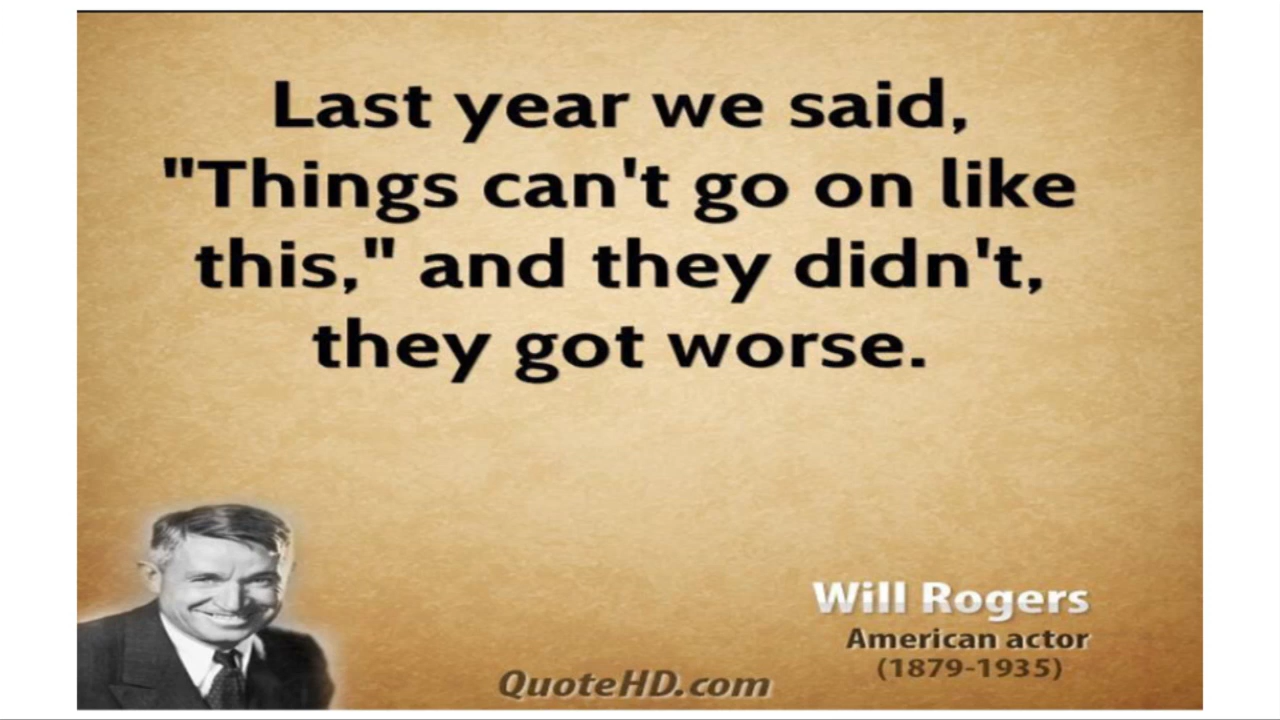 Last year we said,
"Things can't go on like
this," and they didn't,
they got worse.
Will Rogers
American actor
(1879-1935)
QuoteHD.com